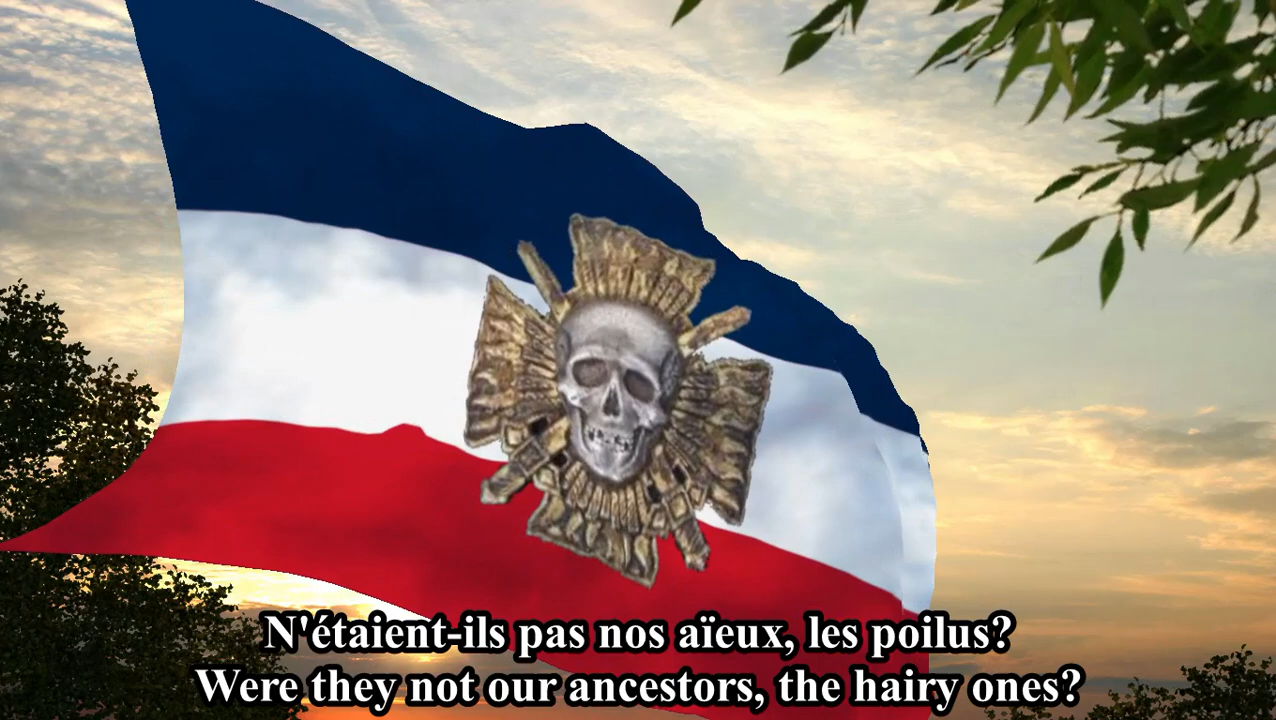 N'étaient-ils pas nos aïeux, les poilus?
Were they not our ancestors, the hairy ones?